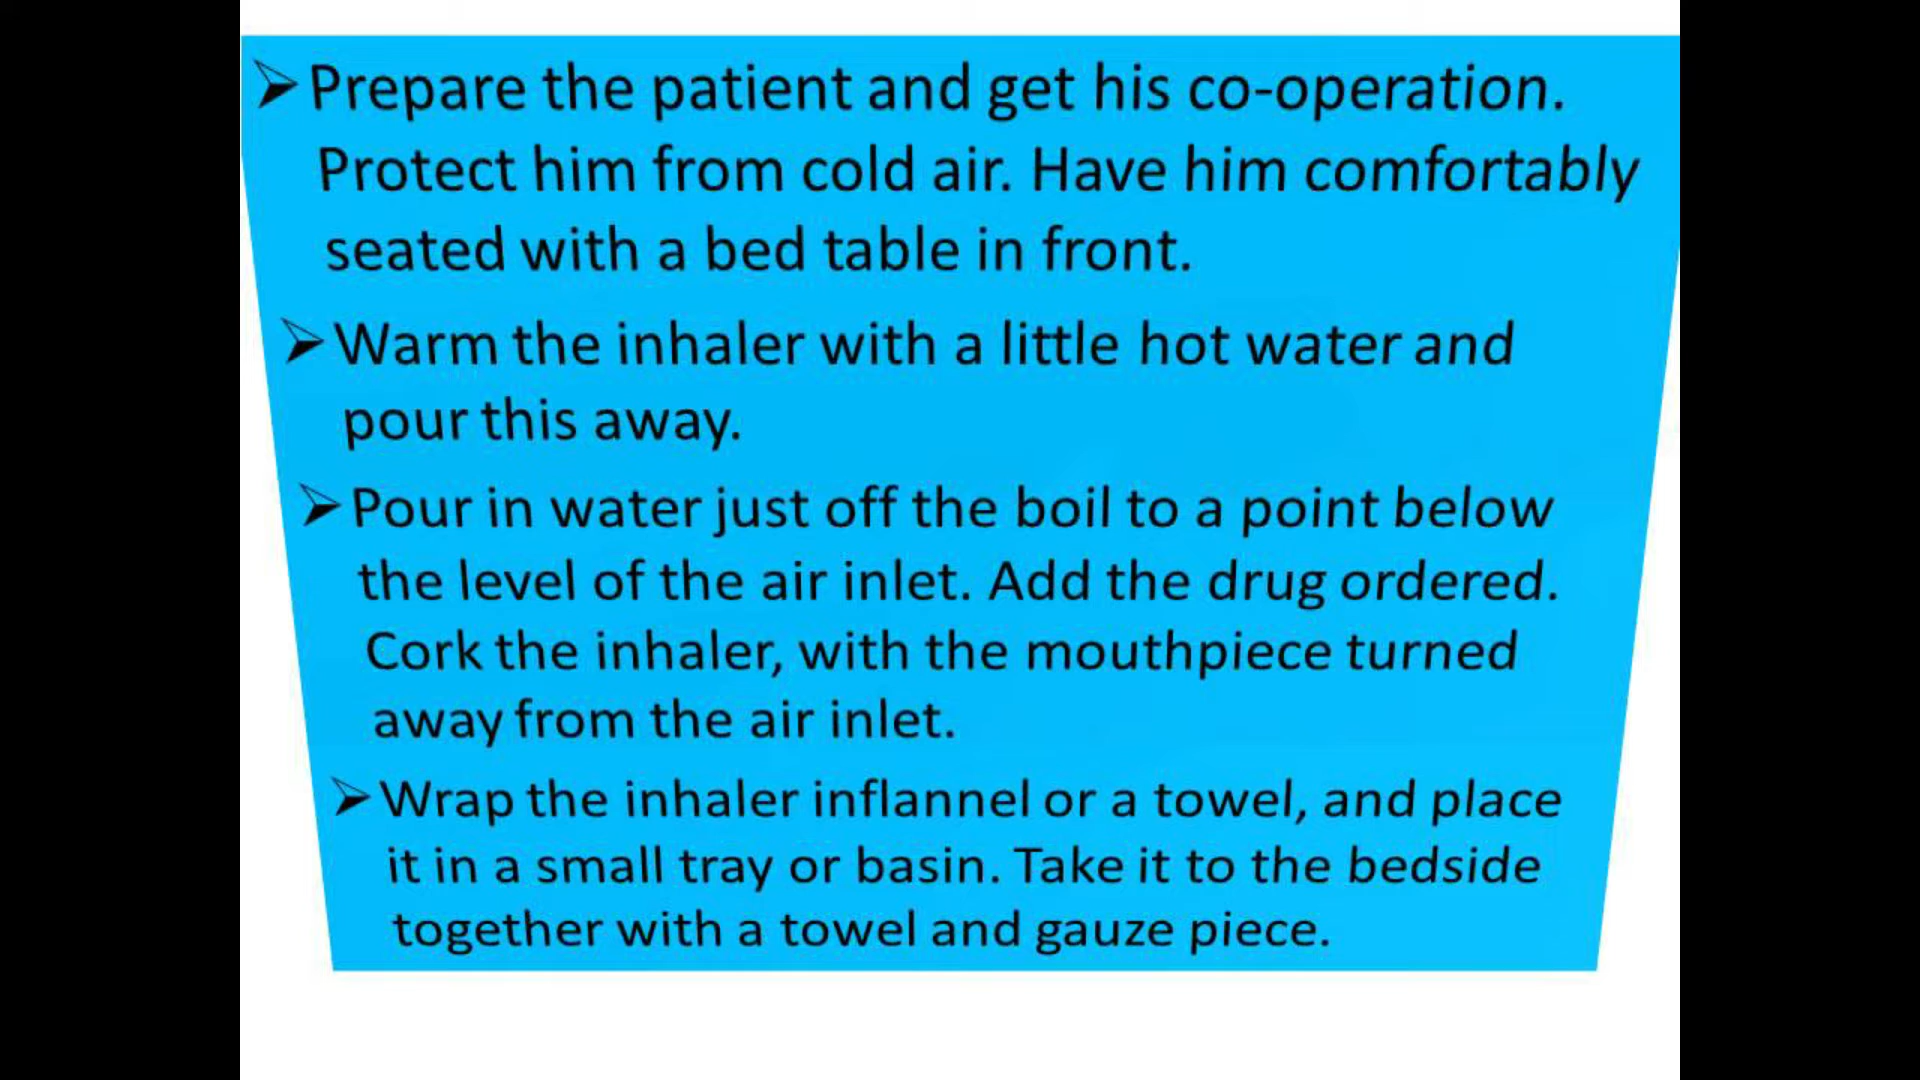 ➢Prepare the patient and get his co-operation.
Protect him from cold air. Have him comfortably
seated with a bed table in front.
➢Warm the inhaler with a little hot water and
pour this away.
➢Pour in water just off the boil to a point below
the level of the air inlet. Add the drug ordered.
Cork the inhaler, with the mouthpiece turned
away from the air inlet.
➢Wrap the inhaler inflannel or a towel, and place
it in a small tray or basin. Take it to the bedside
together with a towel and gauze piece.